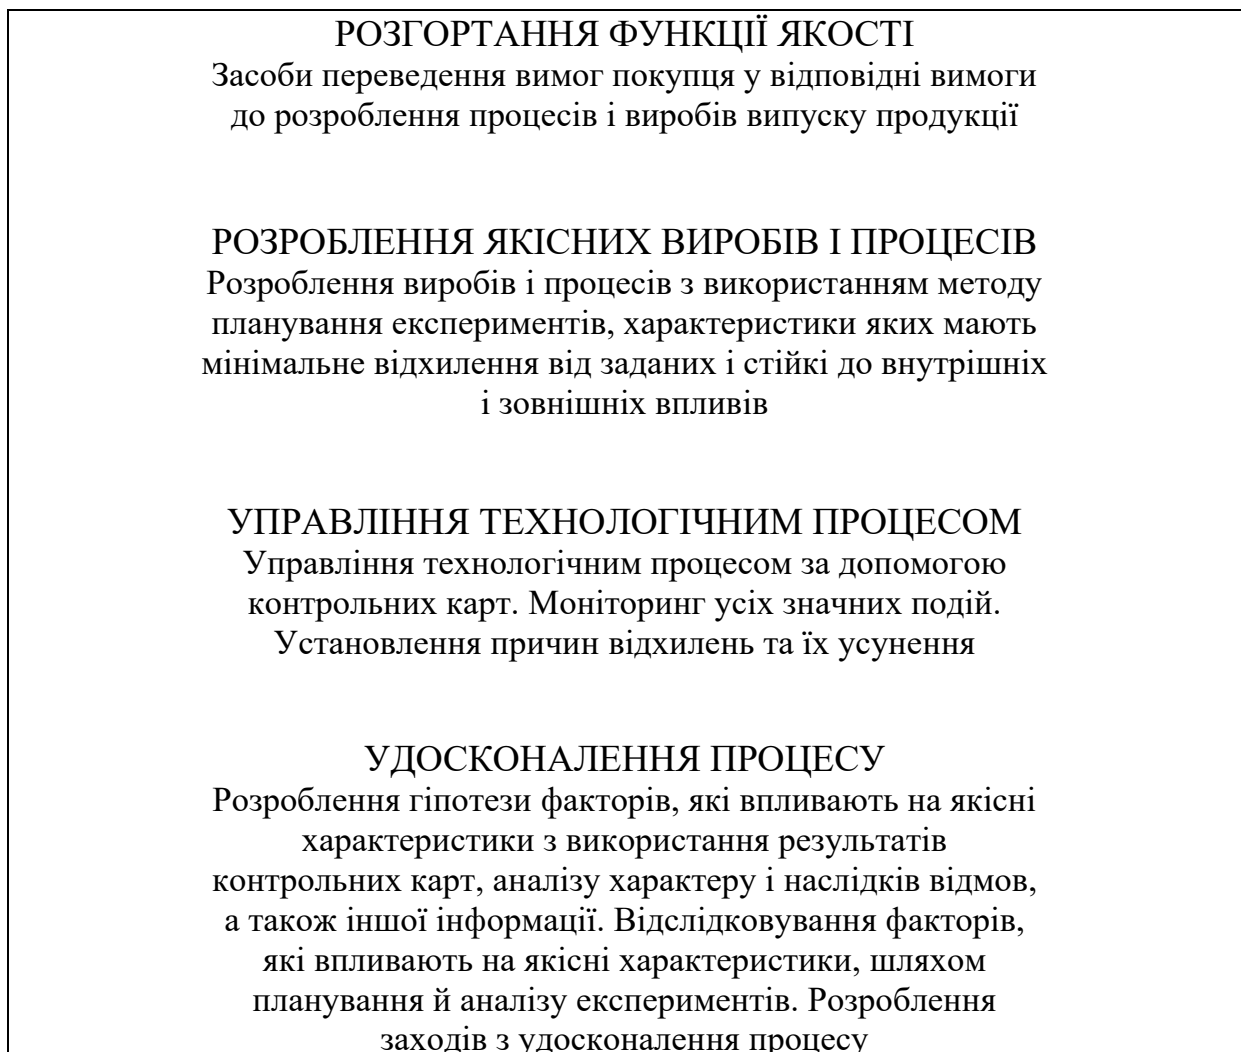 РОЗГОРТАННЯ ФУНКЦІЇ ЯКОСТІ
Засоби переведення вимог покупця у відповідні вимоги
до розроблення процесів і виробів випуску продукції
РОЗРОБЛЕННЯ ЯКІСНИХ ВИРОБІВ І ПРОЦЕСІВ
Розроблення виробів і процесів з використанням методу
планування експериментів, характеристики яких мають
мінімальне відхилення від заданих і стійкі до внутрішніх
і зовнішніх впливів
УПРАВЛІННЯ ТЕХНОЛОГІЧНИМ ПРОЦЕСОМ
Управління технологічним процесом за допомогою
контрольних карт. Моніторинг усіх значних подій.
Установлення причин відхилень та їх усунення
УДОСКОНАЛЕННЯ ПРОЦЕСУ
Розроблення гіпотези факторів, які впливають на якісні
характеристики з використання результатів
контрольних карт, аналізу характеру і наслідків відмов,
а також іншої інформації. Відслідковування факторів,
які впливають на якісні характеристики, шляхом
планування й аналізу експериментів. Розроблення
заходів з удосконалення процесу